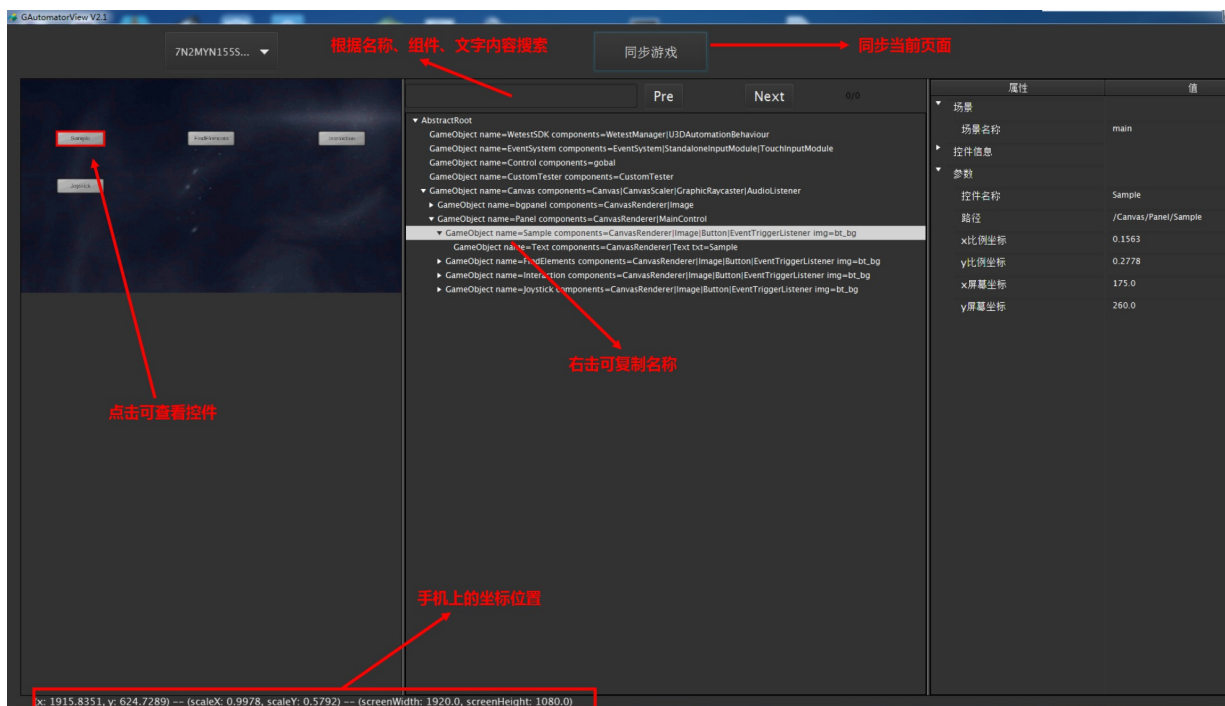 GAutomatorView V2.1
7N2MYN155S...
根据名称、组件、文字内容搜索
同步游戏
同步当前页面
Pre
Next
0/0
属性
值
AbstractRoot
GameObject name=WetestSDK components=WetestManager|U3DAutomationBehaviour
GameObject name=EventSystem components=EventSystem|StandaloneInputModule|TouchInputModule
GameObject name=Control components=gobal
GameObject name=CustomTester components=CustomTester
GameObject name=Canvas components=Canvas|CanvasScaler|GraphicRaycaster|AudioListener
GameObject name=bgpanel components=CanvasRenderer|Image
GameObject name=Panel components=CanvasRenderer|MainControl
GameObject name=Sample components=CanvasRenderer|Image|Button|EventTriggerListener img=bt_bg
GameObject name=Text components=CanvasRenderer|Text txt=Sample
GameObject name=FindElements components=CanvasRenderer|Image|Button|EventTriggerListener img=bt_bg
GameObject name=Interaction components=CanvasRenderer|Image|Button|EventTriggerListener img=bt_bg
GameObject name=Joystick components=CanvasRenderer|Image|Button|EventTriggerListener img=bt_bg
场景
场景名称 main
控件信息
参数
控件名称 Sample
路径 /Canvas/Panel/Sample
x比例坐标 0.1563
y比例坐标 0.2778
x屏幕坐标 175.0
y屏幕坐标 260.0
Sample
FindElements
Interaction
Joystick
右击可复制名称
点击可查看控件
手机上的坐标位置
(x: 1915.8351, y: 624.7289) -- (scaleX: 0.9978, scaleY: 0.5792) -- (screenWidth: 1920.0, screenHeight: 1080.0)